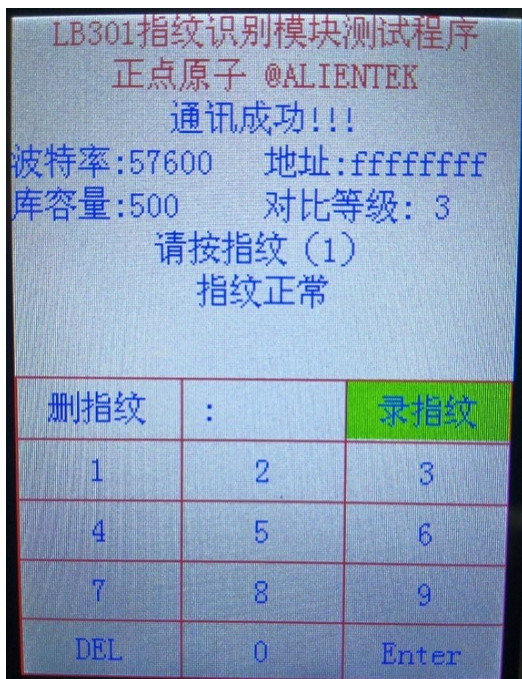 LB301指纹识别模块测试程序
正点原子 @ALIENTEK
通讯成功!!!
波特率:57600 地址:ffffffff
库容量:500 对比等级: 3
请按指纹（1）
指纹正常
删指纹 : 录指纹
1 2 3
4 5 6
7 8 9
DEL 0 Enter